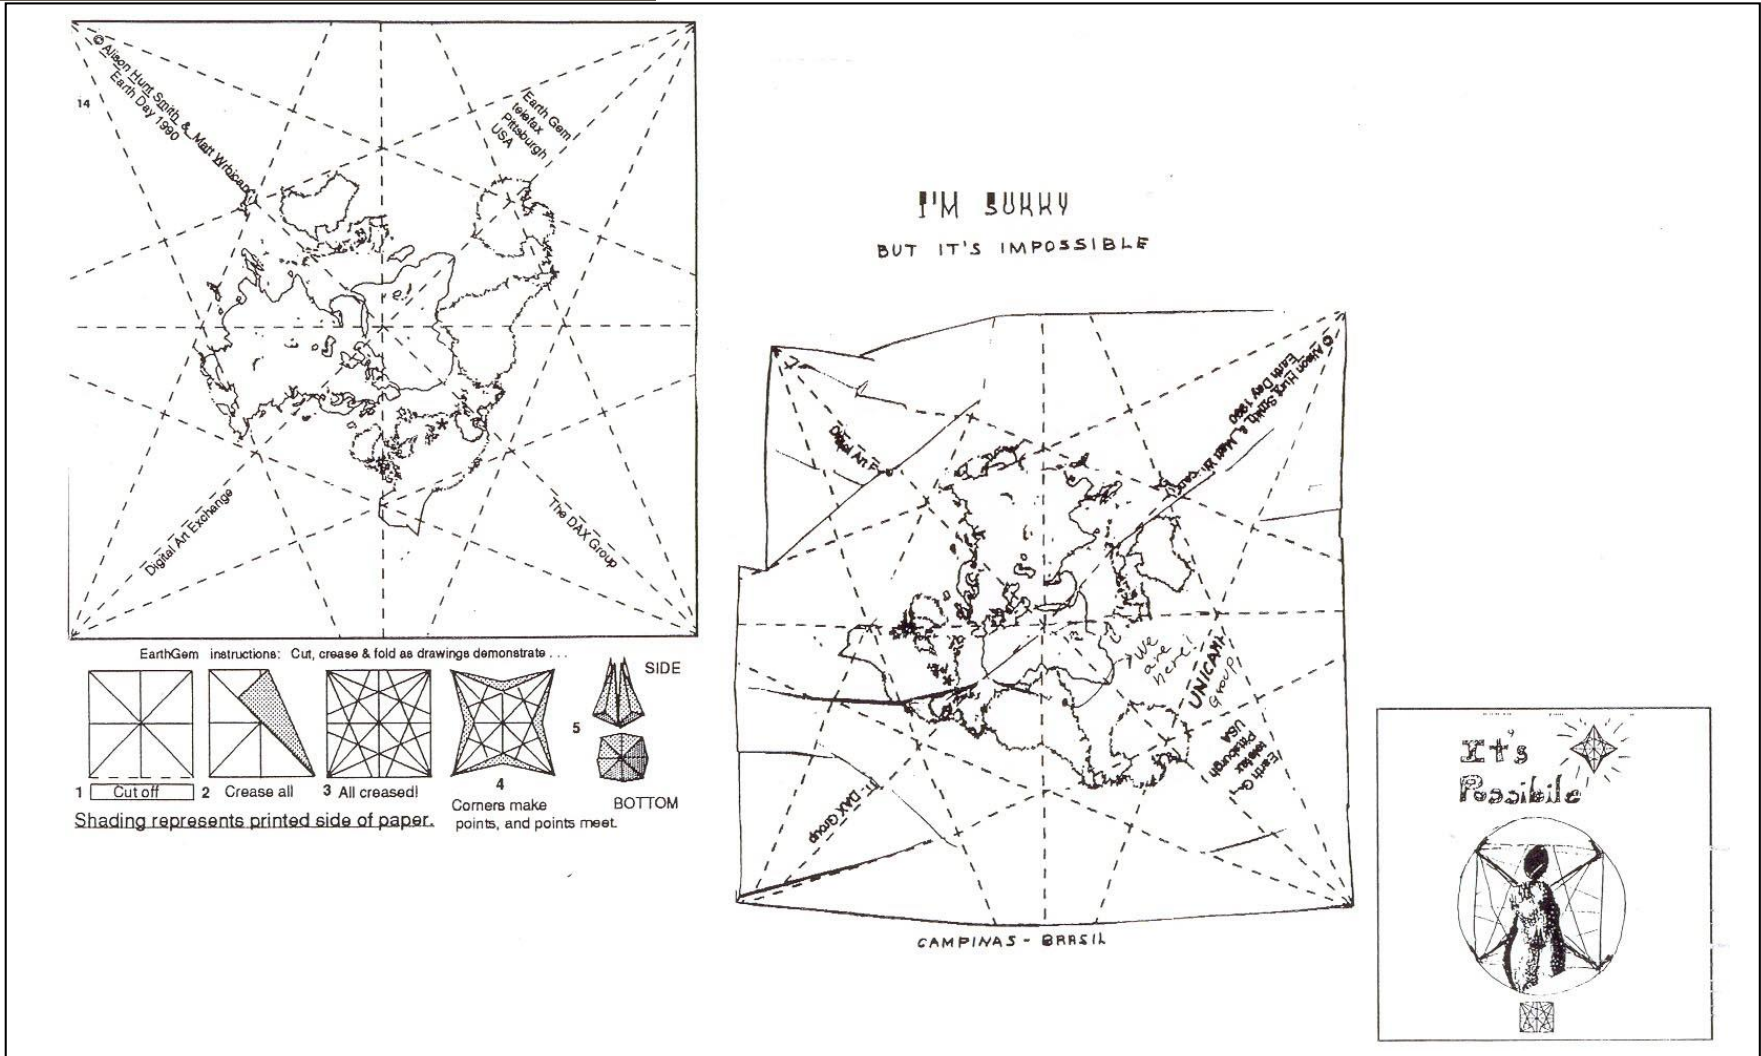 © Alison Hunt Smith & Matt Wrbican
Earth Day 1990
14
Earth Gem
telefax
Pittsburgh
USA
*
Digital Art Exchange
The DAX Group
EarthGem instructions: Cut, crease & fold as drawings demonstrate . . .
SIDE
5
1 Cut off 2 Crease all 3 All creased! 4
BOTTOM
Corners make
points, and points meet.
Shading represents printed side of paper.
I'M SORRY
BUT IT'S IMPOSSIBLE
© Alison Hunt Smith & Matt
Earth Day 1990
Digital Art
We
are
here!
UNICAMP
Group
Earth G
telefax
Pittsburgh
USA
DAX Group
CAMPINAS - BRASIL
It's
Possibile